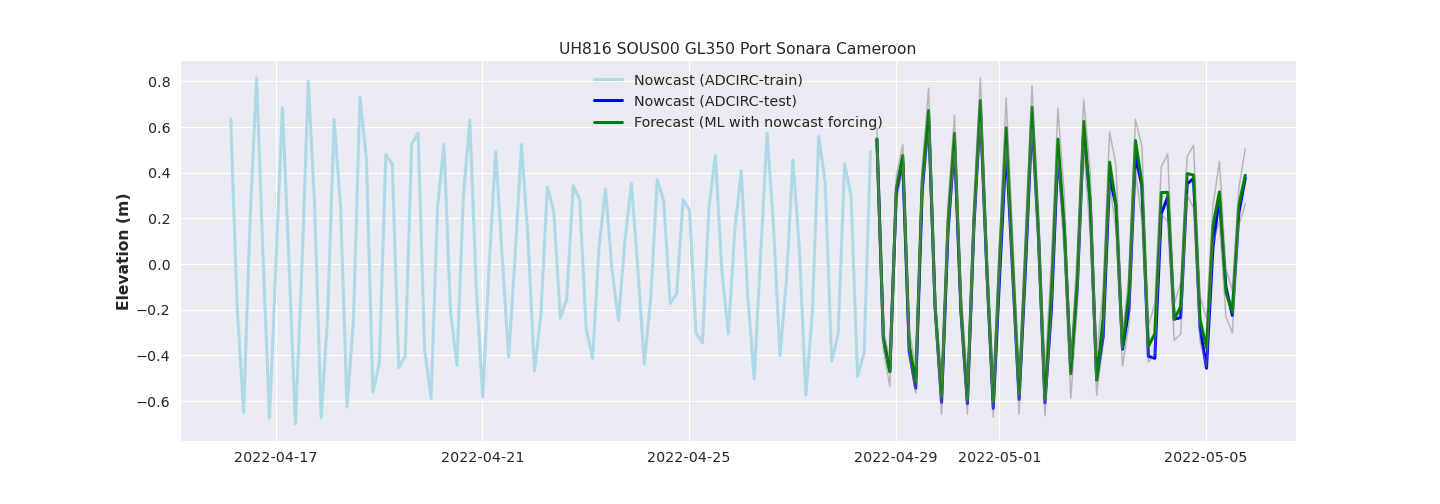 UH816 SOUS00 GL350 Port Sonara Cameroon
Nowcast (ADCIRC-train)
Nowcast (ADCIRC-test)
Forecast (ML with nowcast forcing)
Elevation (m)
0.8
0.6
0.4
0.2
0.0
−0.2
−0.4
−0.6
2022-04-17 2022-04-21 2022-04-25 2022-04-29 2022-05-01 2022-05-05